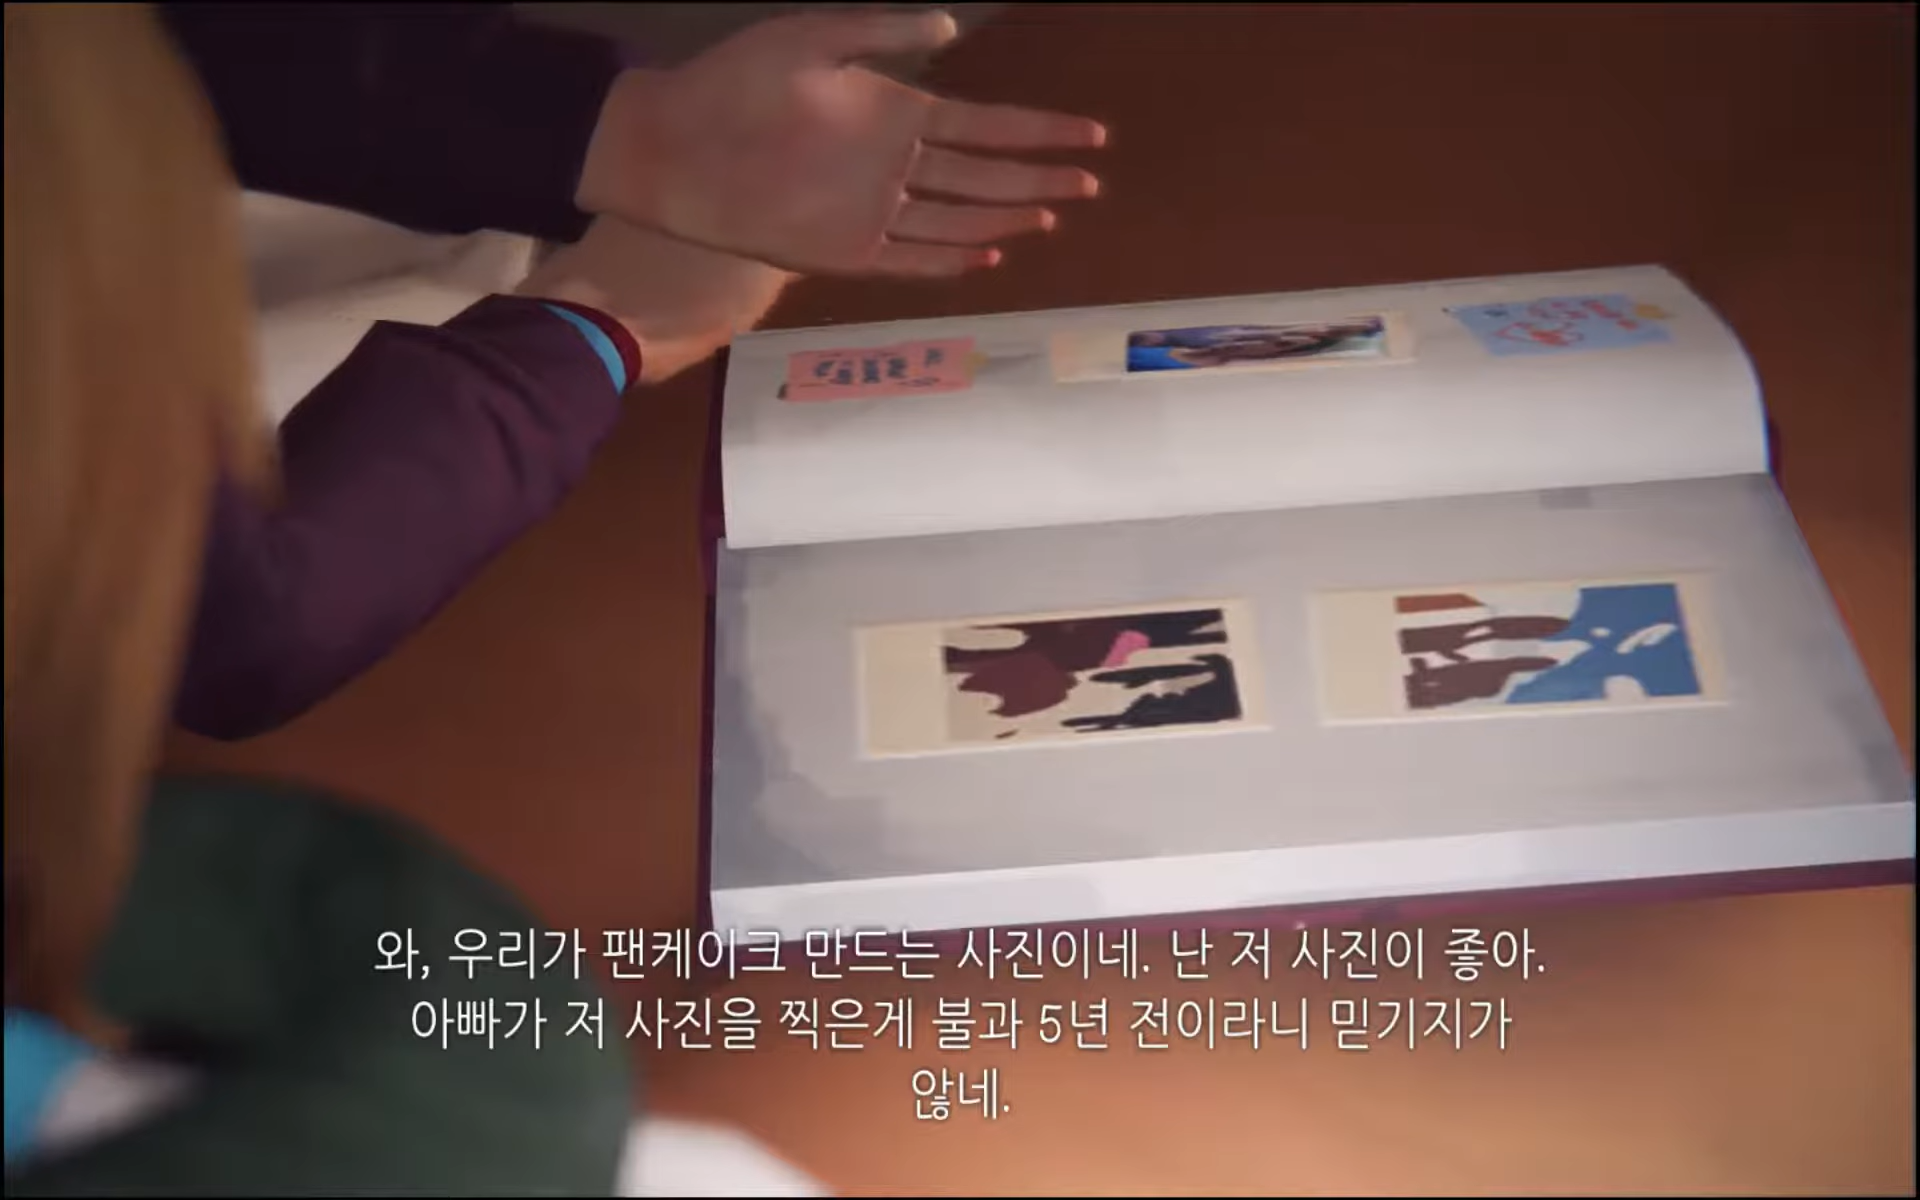 와, 우리가 팬케이크 만드는 사진이네. 난 저 사진이 좋아.
아빠가 저 사진을 찍은게 불과 5년 전이라니 믿기지가
않네.